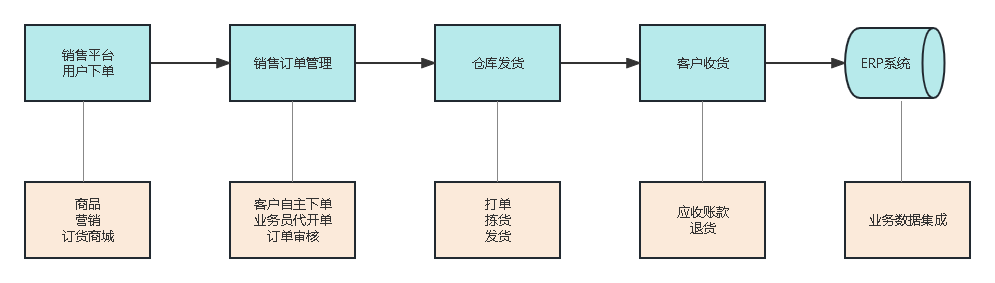 销售平台
用户下单
销售订单管理
仓库发货
客户收货
ERP系统
商品
营销
订货商城
客户自主下单
业务员代开单
订单审核
打单
拣货
发货
应收账款
退货
业务数据集成